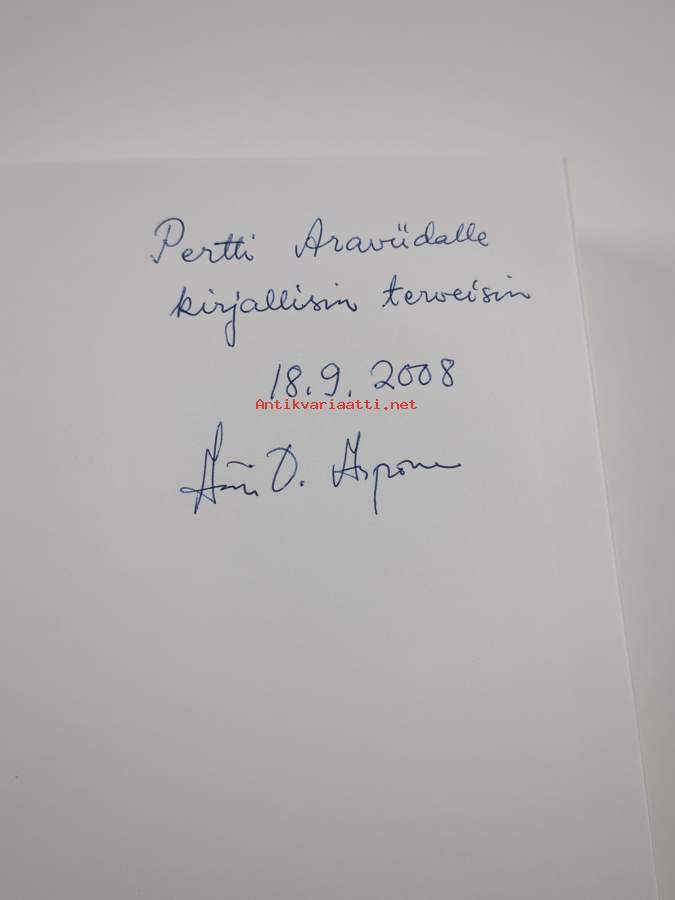 Pertti Araviidalle
kirjallisin terveisin
18.9.2008
Antikvariaatti.net
D.